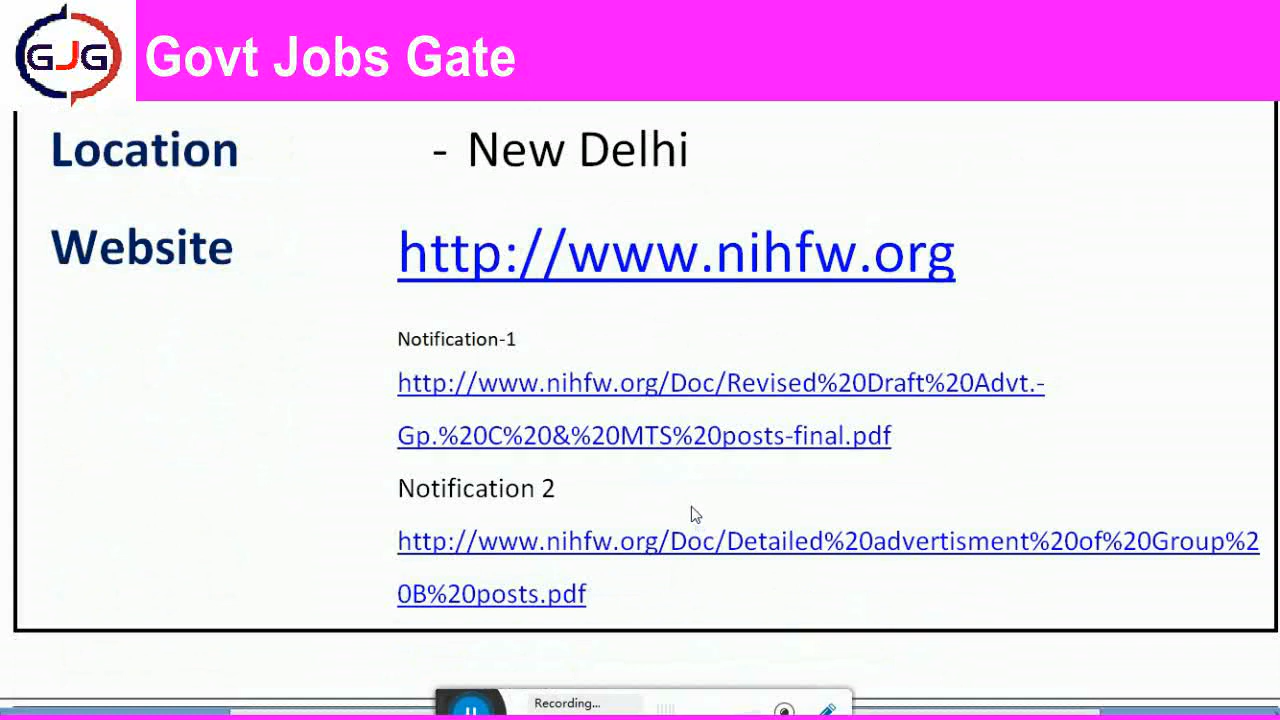 GJG
Govt Jobs Gate
Location - New Delhi
Website http://www.nihfw.org
Notification-1
http://www.nihfw.org/Doc/Revised%20Draft%20Advt.-
Gp.%20C%20&%20MTS%20posts-final.pdf
Notification 2
http://www.nihfw.org/Doc/Detailed%20advertisment%20of%20Group%2
0B%20posts.pdf
Recording...